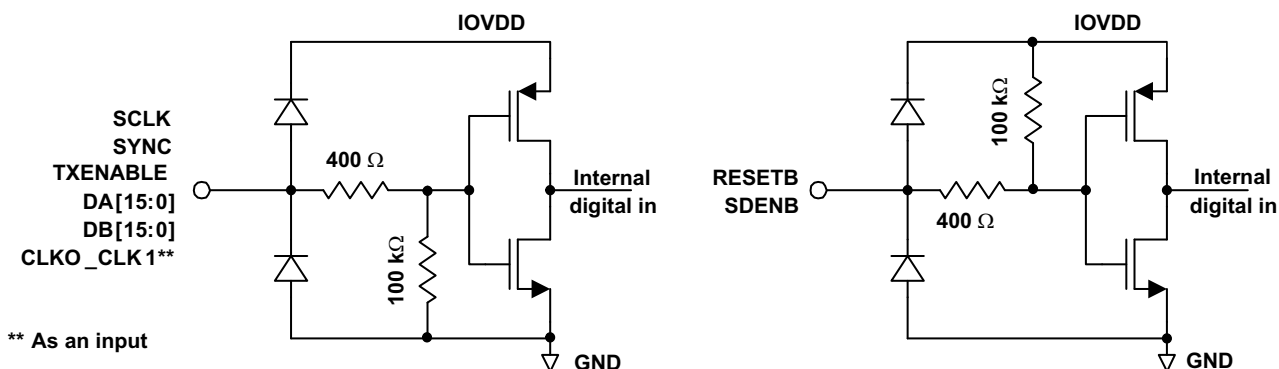 IOVDD
SCLK
SYNC
TXENABLE
DA[15:0]
DB[15:0]
CLKO_CLK1**
400 Ω
100 kΩ
Internal
digital in
GND
** As an input
IOVDD
100 kΩ
RESETB
SDENB
400 Ω
Internal
digital in
GND